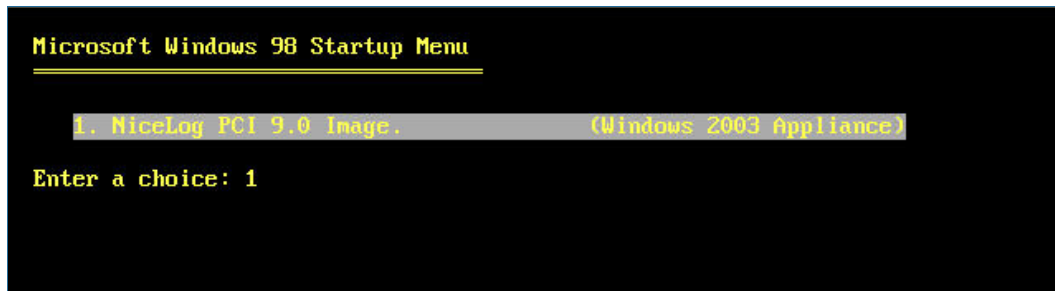 Microsoft Windows 98 Startup Menu
1. NiceLog PCI 9.0 Image. (Windows 2003 Appliance)
Enter a choice: 1